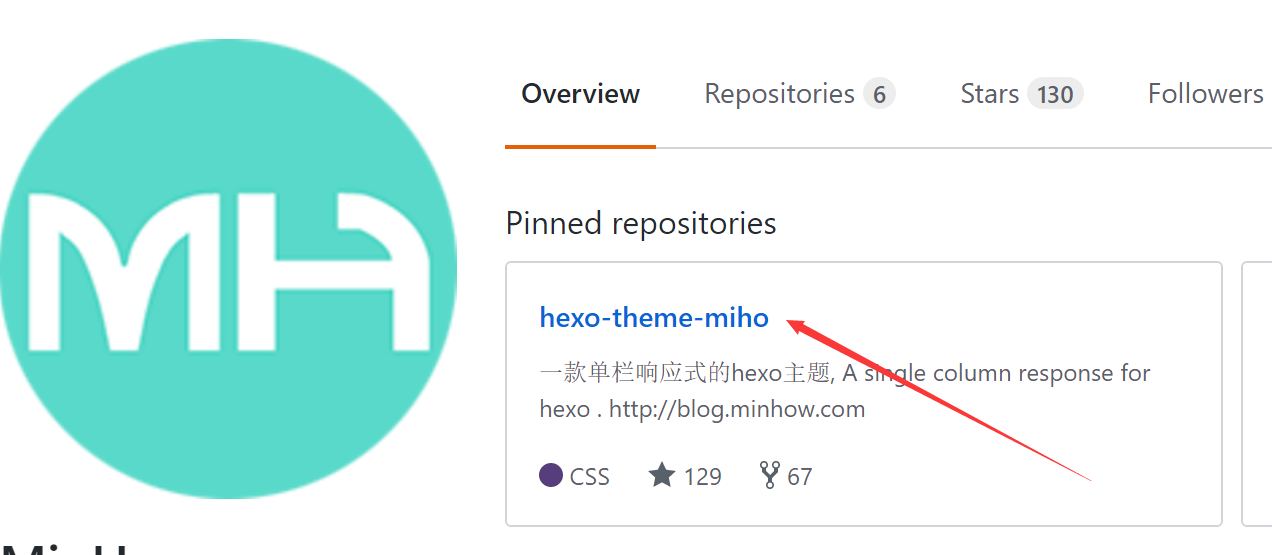 MH
Overview Repositories 6 Stars 130 Followers
Pinned repositories
hexo-theme-miho
一款单栏响应式的hexo主题, A single column response for
hexo . http://blog.minhow.com
CSS 129 67